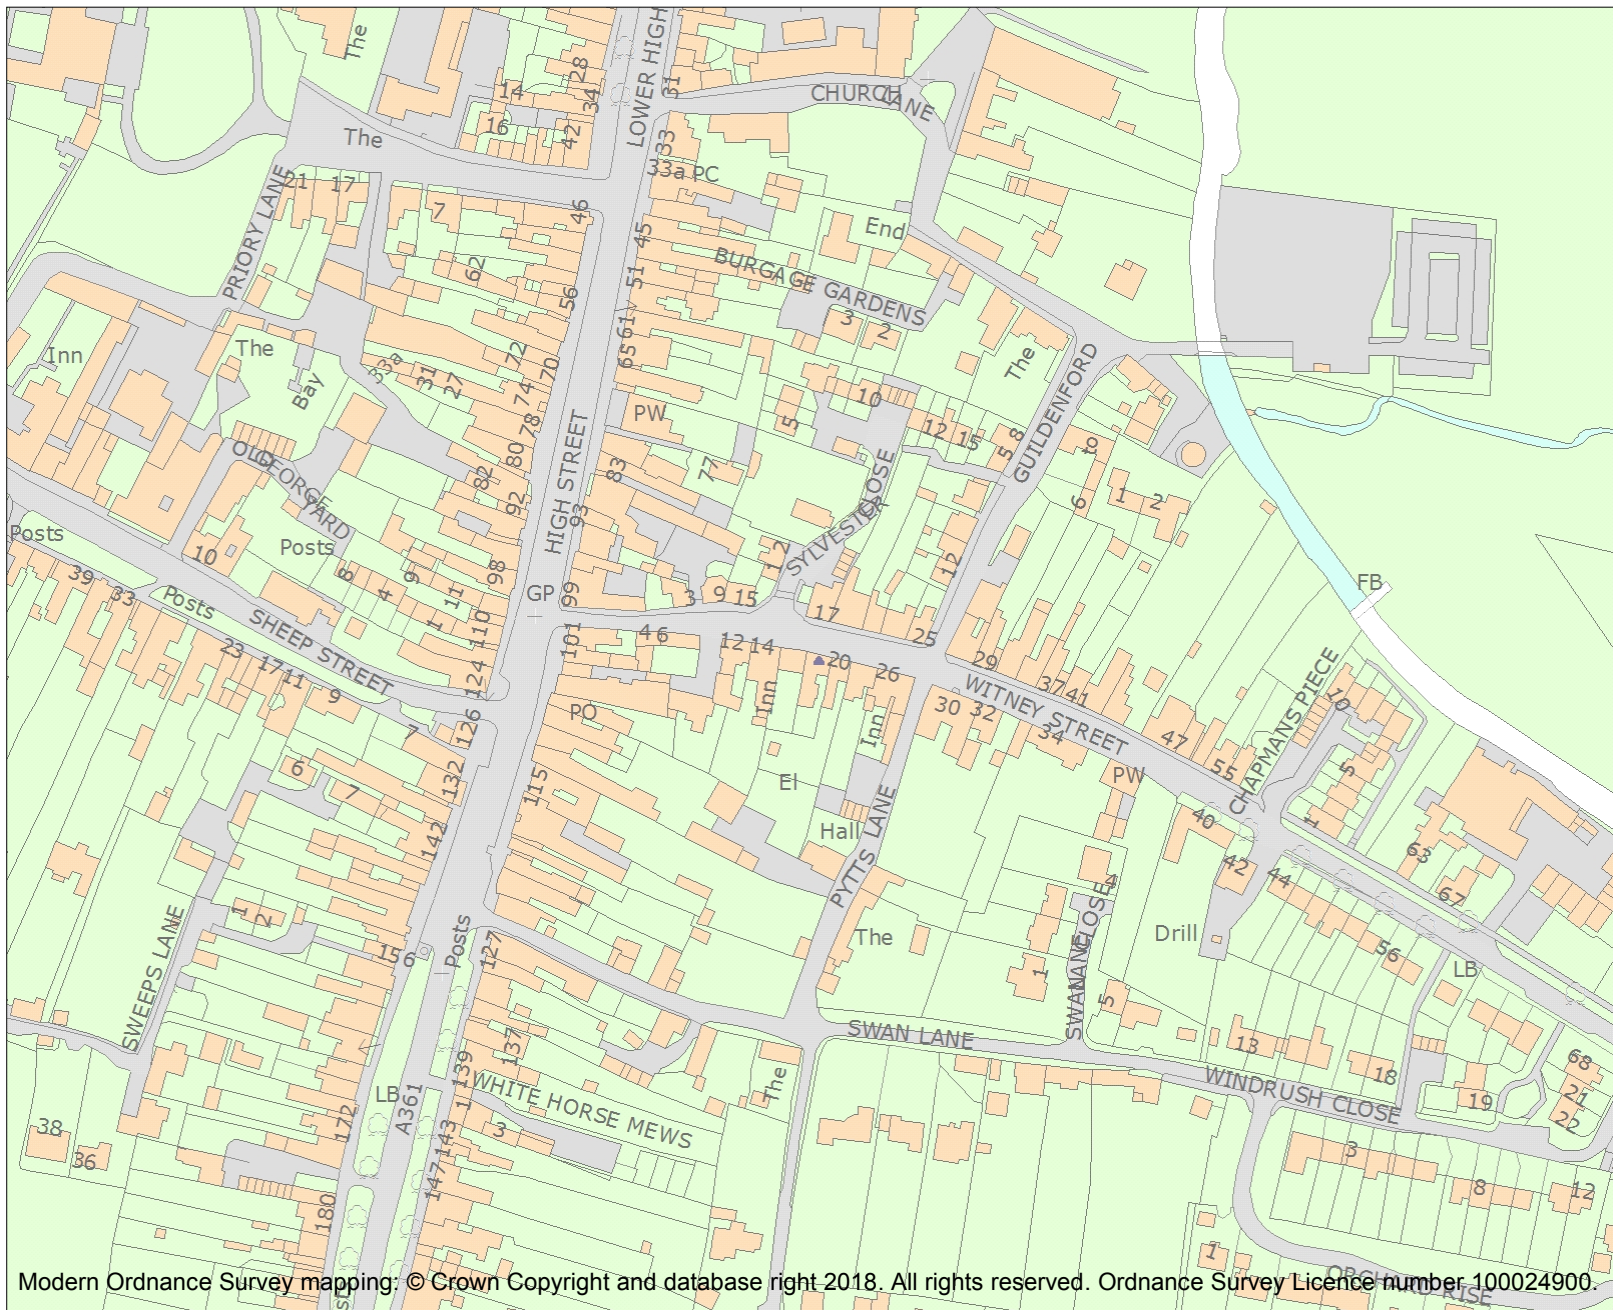 The
LOWER HIGH
28
34
31
14
16
42
CHURCH LANE
The
33
33a
PC
21
17
7
46
PRIORY LANE
45
End
BURGAGE GARDENS
62
51
56
61
3
2
Inn
The
65
72
70
33a
31
27
Bay
74
78
The
GUILDENFORD
10
5
PW
12
15
8
5
9
OLD GEORGE YARD
80
82
83
77
HIGH STREET
92
93
SYLVESTER CLOSE
6
1
2
Posts
10
Posts
12
12
39
33
Posts
8
4
9
11
1
98
GP
99
3
9
15
17
FB
SHEEP STREET
23
17
11
9
110
101
4
6
12
14
20
25
26
29
124
126
7
PO
Inn
Inn
30
32
34
37
41
WITNEY STREET
47
55
CHAPMANS PIECE
10
5
1
6
7
132
115
El
PW
142
Hall
PYTTS LANE
40
42
44
63
67
4
SWAN LANE CLOSE
SWEEPS LANE
1
2
156
Posts
127
The
1
5
Drill
56
LB
SWAN LANE
137
139
13
18
68
21
22
19
WINDRUSH CLOSE
LB
A361
WHITE HORSE MEWS
The
172
143
3
38
36
147
3
8
12
180
1
ORCHARD RISE
Modern Ordnance Survey mapping: © Crown Copyright and database right 2018. All rights reserved. Ordnance Survey Licence number 100024900.